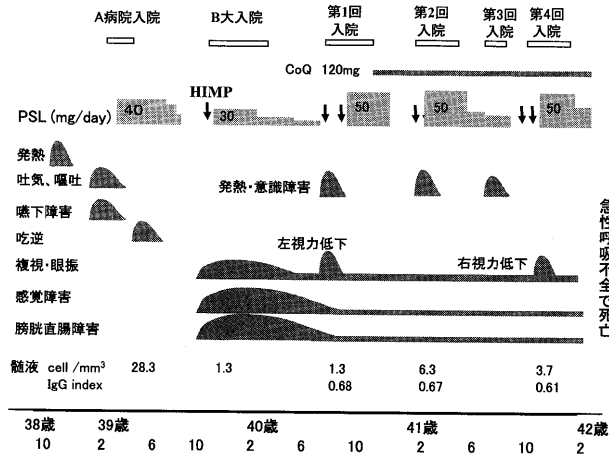 A病院入院 B大入院 第1回入院 第2回入院 第3回入院 第4回入院
CoQ 120mg
HIMP
PSL (mg/day) 40 30 50 50 50
発熱
吐気、嘔吐 発熱・意識障害
嚥下障害
吃逆
左視力低下
複視・眼振 右視力低下
感覚障害
膀胱直腸障害
急性呼吸不全で死亡
髄液 cell /mm³ 28.3 1.3 1.3 6.3 3.7
IgG index 0.68 0.67 0.61
38歳 39歳 40歳 41歳 42歳
10 2 6 10 2 6 10 2 6 10 2